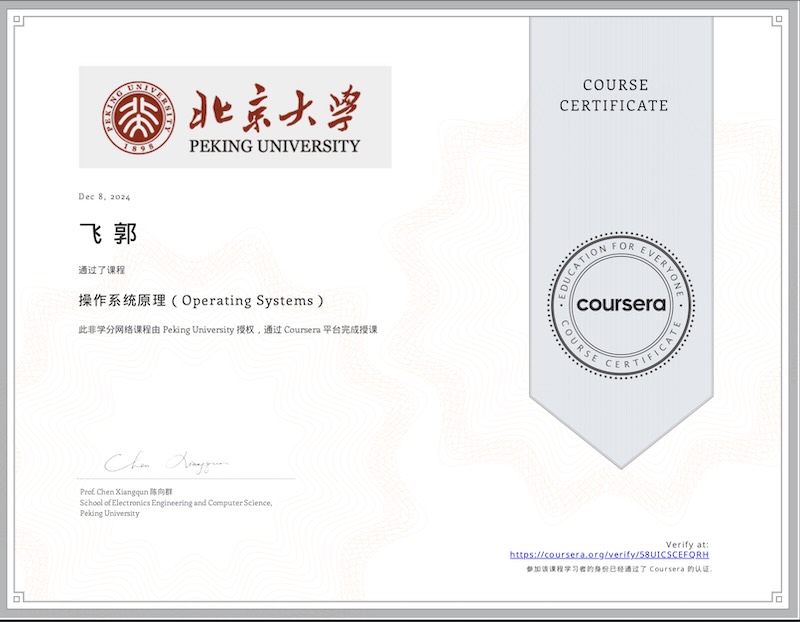 PEKING UNIVERSITY
1898
北京大学
PEKING UNIVERSITY
COURSE
CERTIFICATE
Dec 8, 2024
飞 郭
通过了课程
操作系统原理 ( Operating Systems )
此非学分网络课程由 Peking University 授权，通过 Coursera 平台完成授课
EDUCATION FOR EVERYONE
coursera
COURSE CERTIFICATE
Chen Xiangqun
Prof. Chen Xiangqun 陈向群
School of Electronics Engineering and Computer Science,
Peking University
Verify at:
https://coursera.org/verify/58UICSCEFQRH
参加该课程学习者的身份已经通过了 Coursera 的认证.